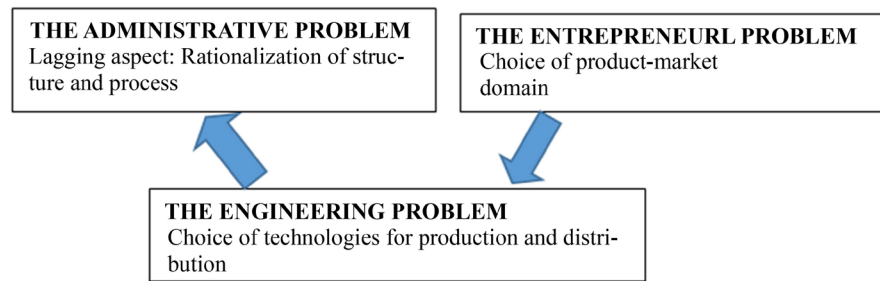 THE ADMINISTRATIVE PROBLEM
Lagging aspect: Rationalization of struc-
ture and process
THE ENTREPRENEURL PROBLEM
Choice of product-market
domain
THE ENGINEERING PROBLEM
Choice of technologies for production and distri-
bution